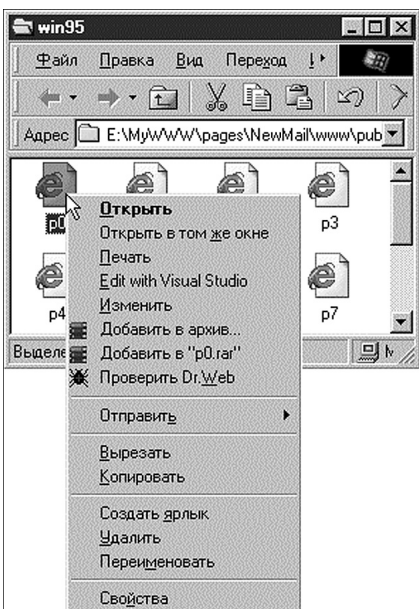 win95
Файл Правка Вид Переход
Адрес E:\MyWWW\pages\NewMail\www\pub
p0
p3
Открыть
Открыть в том же окне
Печать
Edit with Visual Studio
p4
p7
Изменить
Добавить в архив...
Добавить в "p0.rar"
Выделе
Проверить Dr.Web
Отправить
Вырезать
Копировать
Создать ярлык
Удалить
Переименовать
Свойства